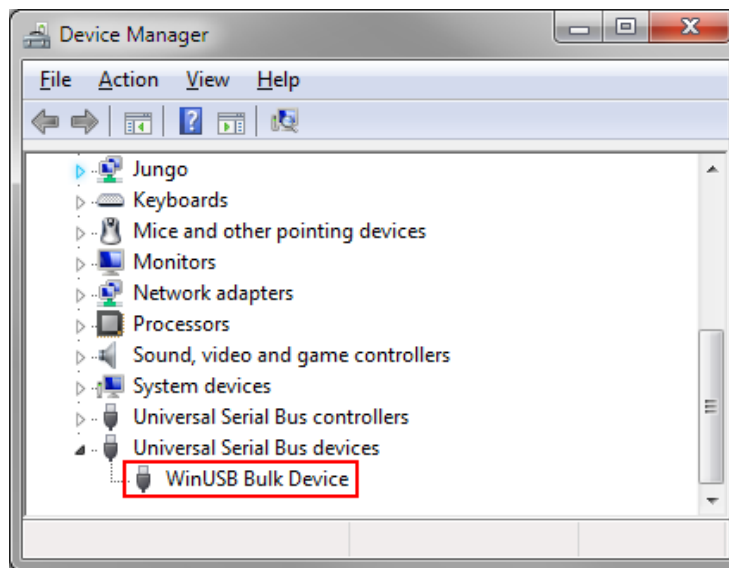 Device Manager
File Action View Help
Jungo
Keyboards
Mice and other pointing devices
Monitors
Network adapters
Processors
Sound, video and game controllers
System devices
Universal Serial Bus controllers
Universal Serial Bus devices
WinUSB Bulk Device